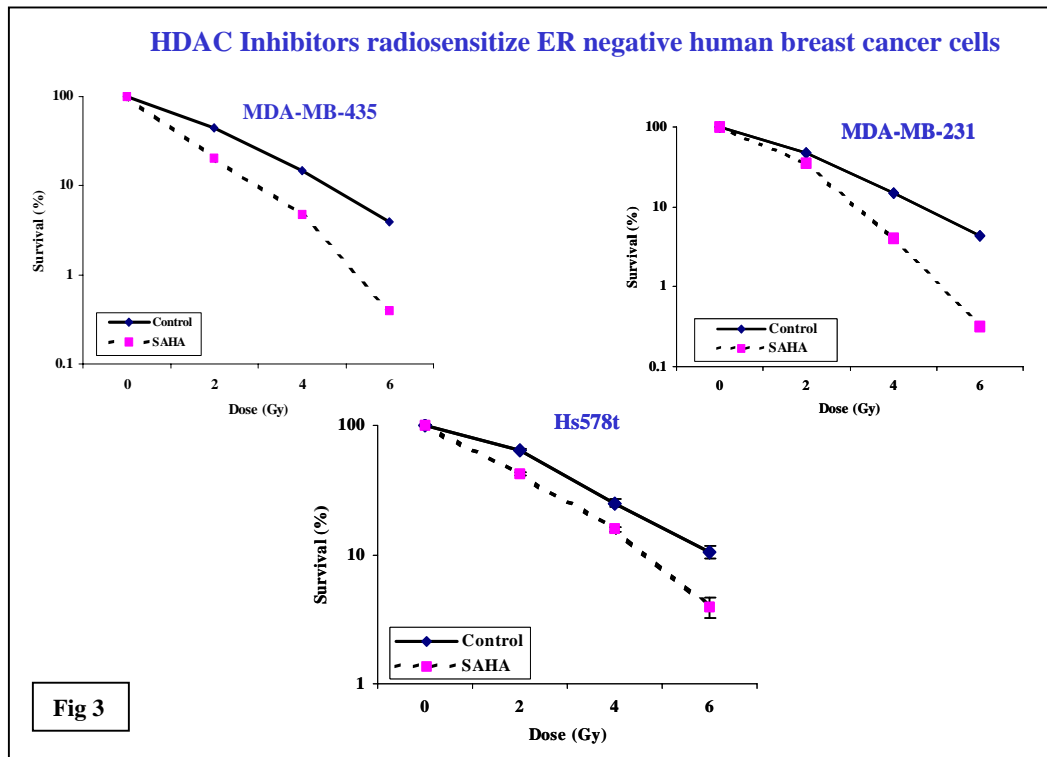 HDAC Inhibitors radiosensitize ER negative human breast cancer cells
MDA-MB-435
100
10
1
0.1
Survival (%)
0 2 4 6
Dose (Gy)
Control
SAHA
MDA-MB-231
100
10
1
0.1
Survival (%)
0 2 4 6
Dose (Gy)
Control
SAHA
Hs578t
100
10
1
Survival (%)
0 2 4 6
Dose (Gy)
Control
SAHA
Fig 3